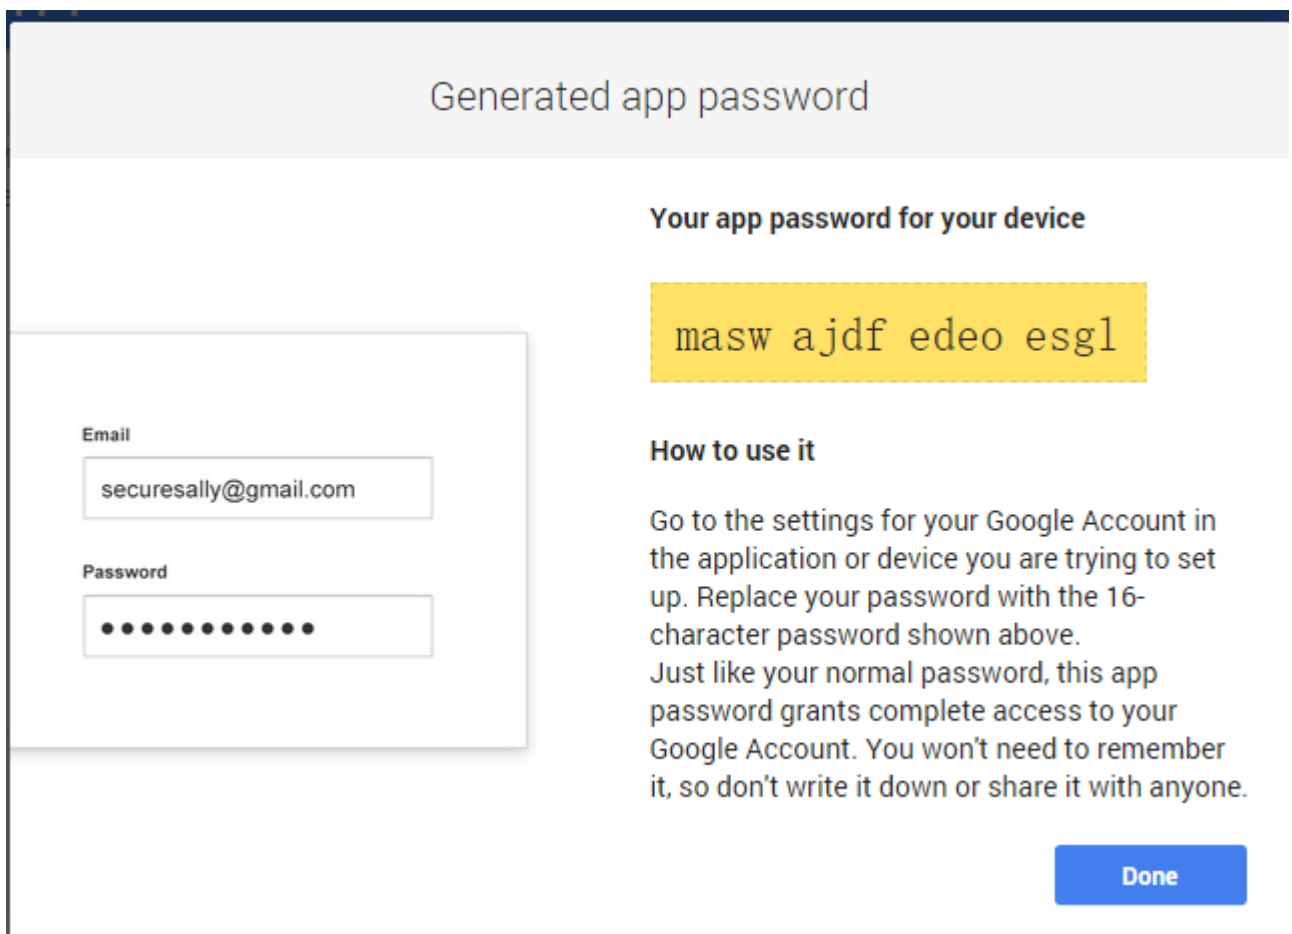 Generated app password
Your app password for your device
masw ajdf edeo esgl
Email
securesally@gmail.com
Password
How to use it
Go to the settings for your Google Account in
the application or device you are trying to set
up. Replace your password with the 16-
character password shown above.
Just like your normal password, this app
password grants complete access to your
Google Account. You won't need to remember
it, so don't write it down or share it with anyone.
Done